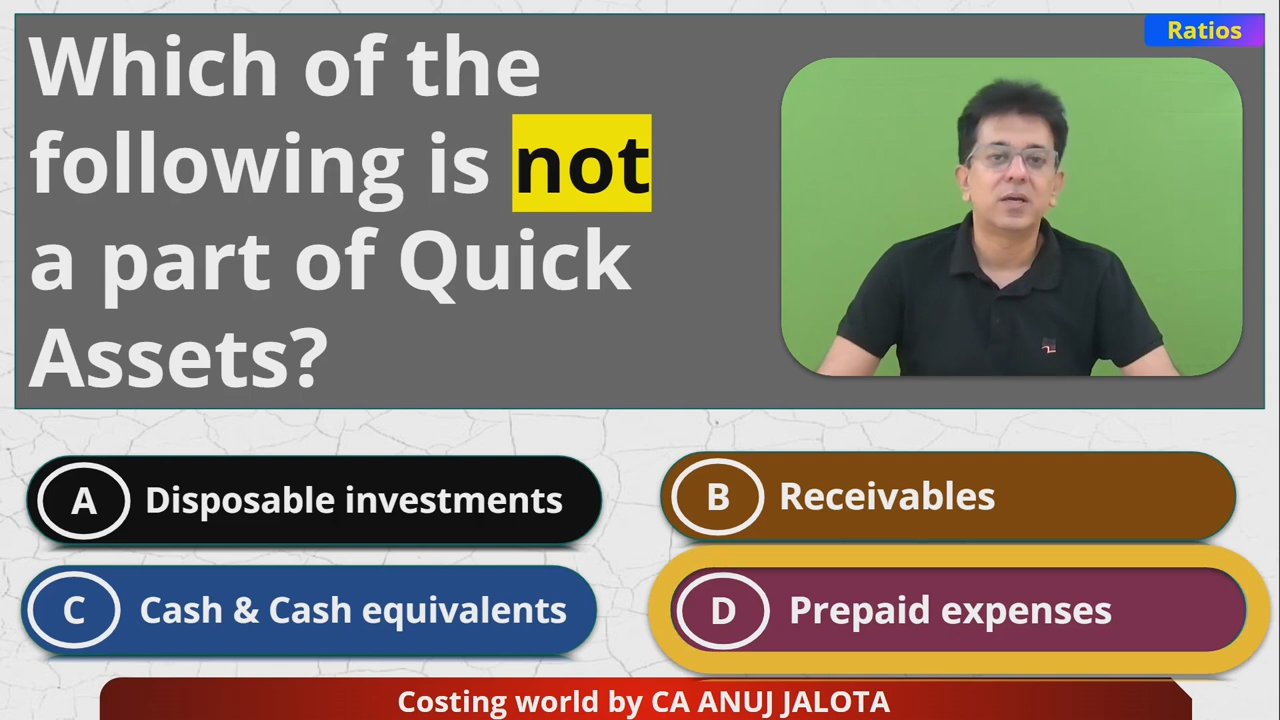 Ratios
Which of the
following is not
a part of Quick
Assets?
A Disposable investments
B Receivables
C Cash & Cash equivalents
D Prepaid expenses
Costing world by CA ANUJ JALOTA